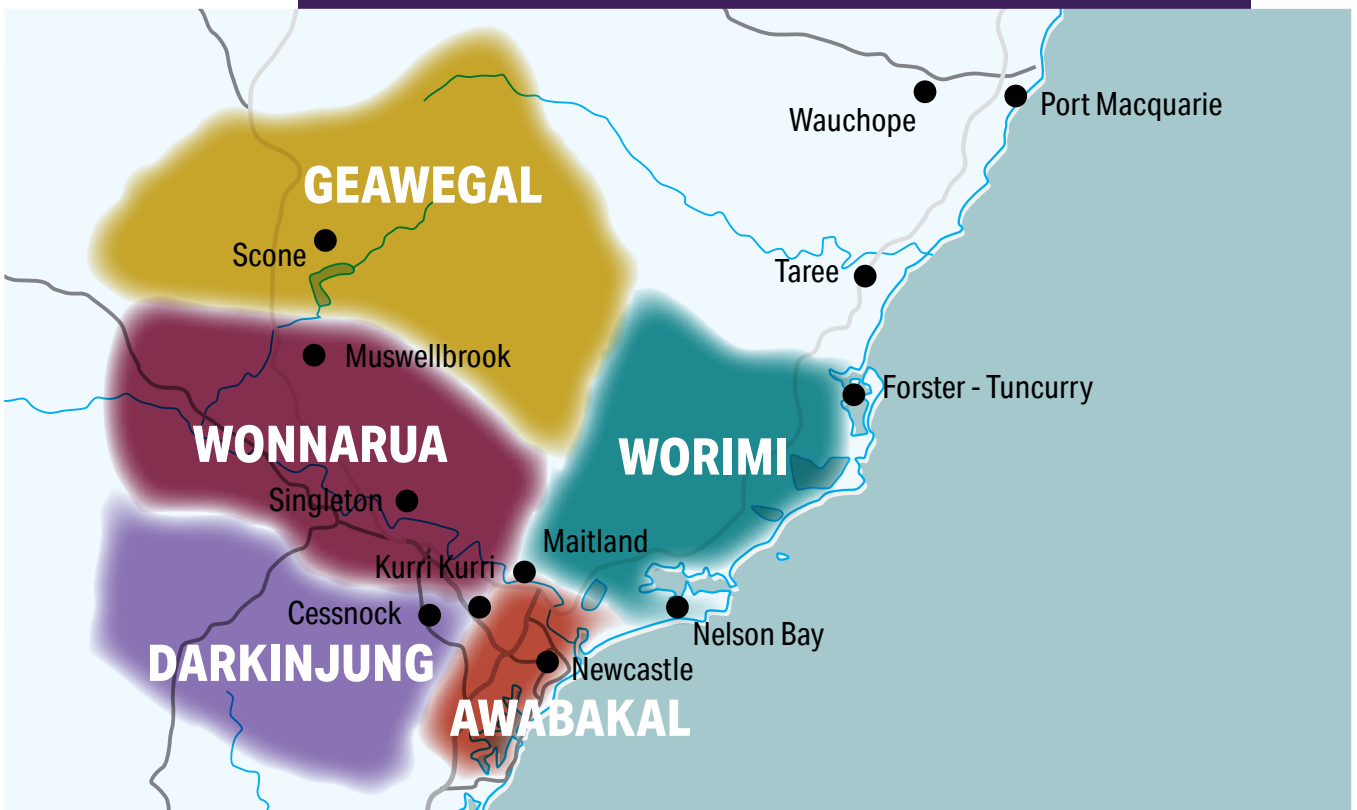 Wauchope
Port Macquarie
GEAWEGAL
Scone
Taree
Muswellbrook
Forster - Tuncurry
WONNARUA
WORIMI
Singleton
Maitland
Kurri Kurri
Cessnock
Nelson Bay
DARKINJUNG
Newcastle
AWABAKAL